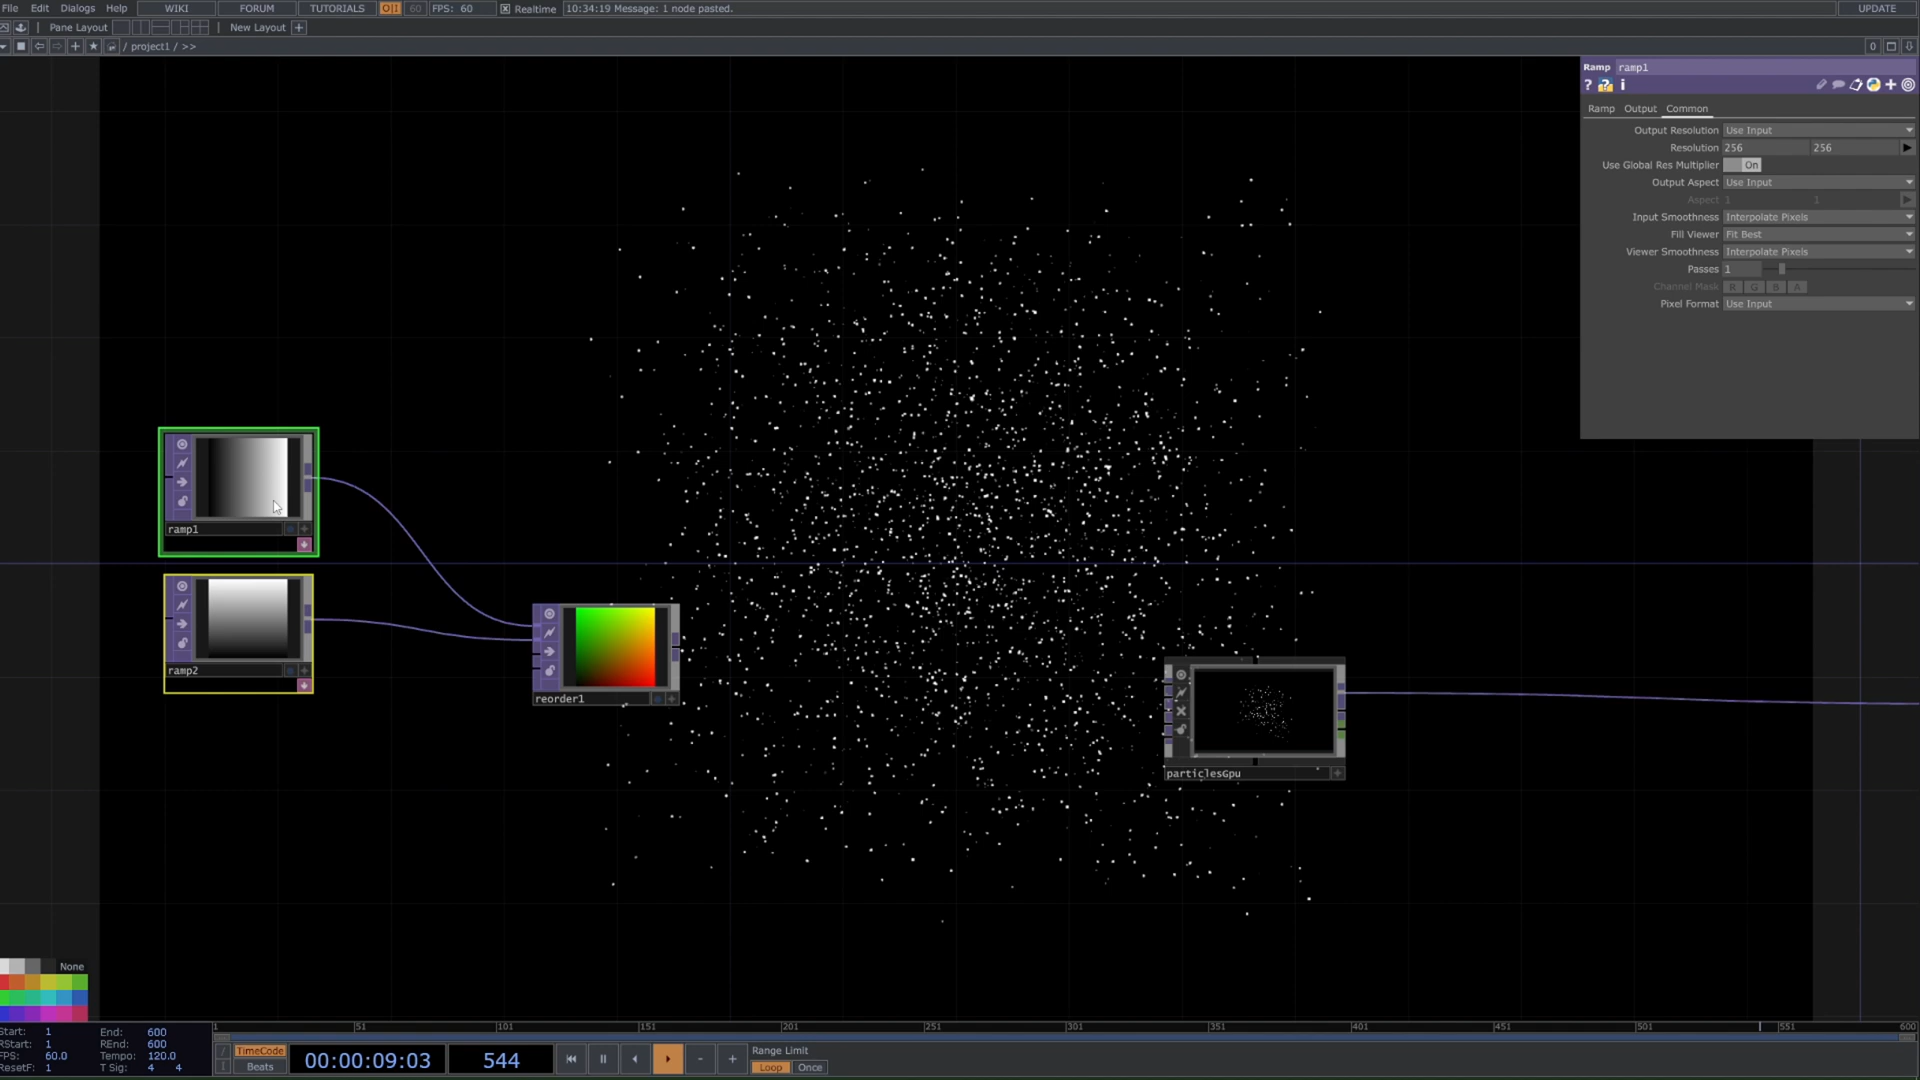 File Edit Dialogs Help WIKI FORUM TUTORIALS O|I 60 FPS: 60 Realtime 10:34:19 Message: 1 node pasted. UPDATE
Pane Layout New Layout +
/ project1 / >> 0
Ramp ramp1
? ? i
Ramp Output Common
Output Resolution Use Input
Resolution 256 256
Use Global Res Multiplier On
Output Aspect Use Input
Aspect 1 1
Input Smoothness Interpolate Pixels
Fill Viewer Fit Best
Viewer Smoothness Interpolate Pixels
Passes 1
Channel Mask R G B A
Pixel Format Use Input
ramp1
ramp2
reorder1
particlesGpu
None
Start: 1 End: 600
RStart: 1 REnd: 600
FPS: 60.0 Tempo: 120.0
ResetF: 1 T Sig: 4 4
1 51 101 151 201 251 301 351 401 451 501 551 600
TimeCode
Beats
00:00:09:03 544
Range Limit
Loop Once